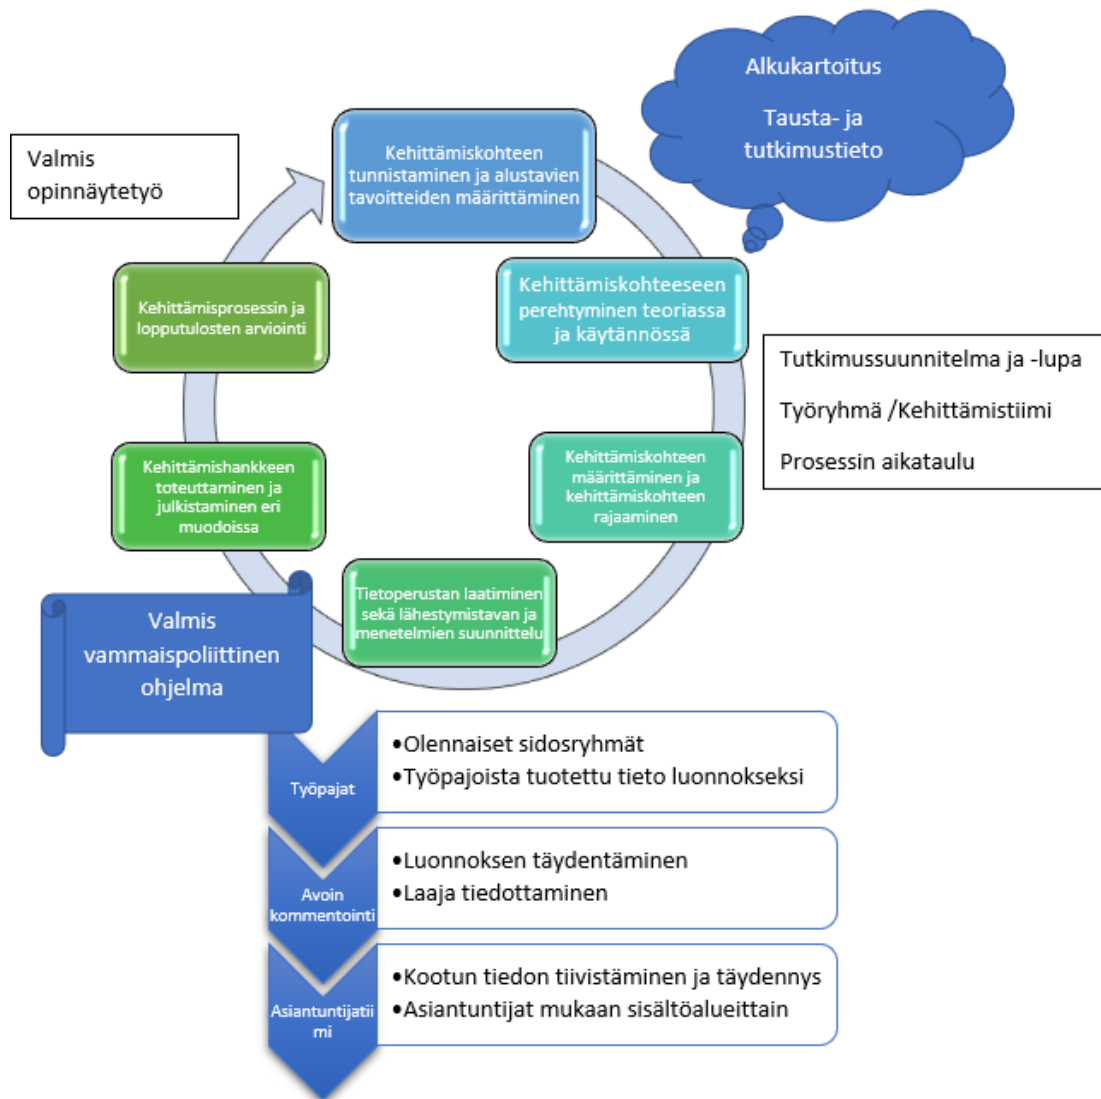 Alkukartoitus
Tausta- ja
tutkimustieto
Valmis
opinnäytetyö
Kehittämiskohteen
tunnistaminen ja alustavien
tavoitteiden määrittäminen
Kehittämiskohteeseen
perehtyminen teoriassa
ja käytännössä
Tutkimussuunnitelma ja -lupa
Työryhmä /Kehittämistiimi
Prosessin aikataulu
Kehittämiskohteen
määrittäminen ja
kehittämiskohteen
rajaaminen
Tietoperustan laatiminen
sekä lähestymistavan ja
menetelmien suunnittelu
Kehittämishankkeen
toteuttaminen ja
julkistaminen eri
muodoissa
Kehittämisprosessin ja
lopputulosten arviointi
Valmis
vammaispoliittinen
ohjelma
Työpajat
•Olennaiset sidosryhmät
•Työpajoista tuotettu tieto luonnokseksi
Avoin
kommentointi
•Luonnoksen täydentäminen
•Laaja tiedottaminen
Asiantuntijatii
mi
•Kootun tiedon tiivistäminen ja täydennys
•Asiantuntijat mukaan sisältöalueittain